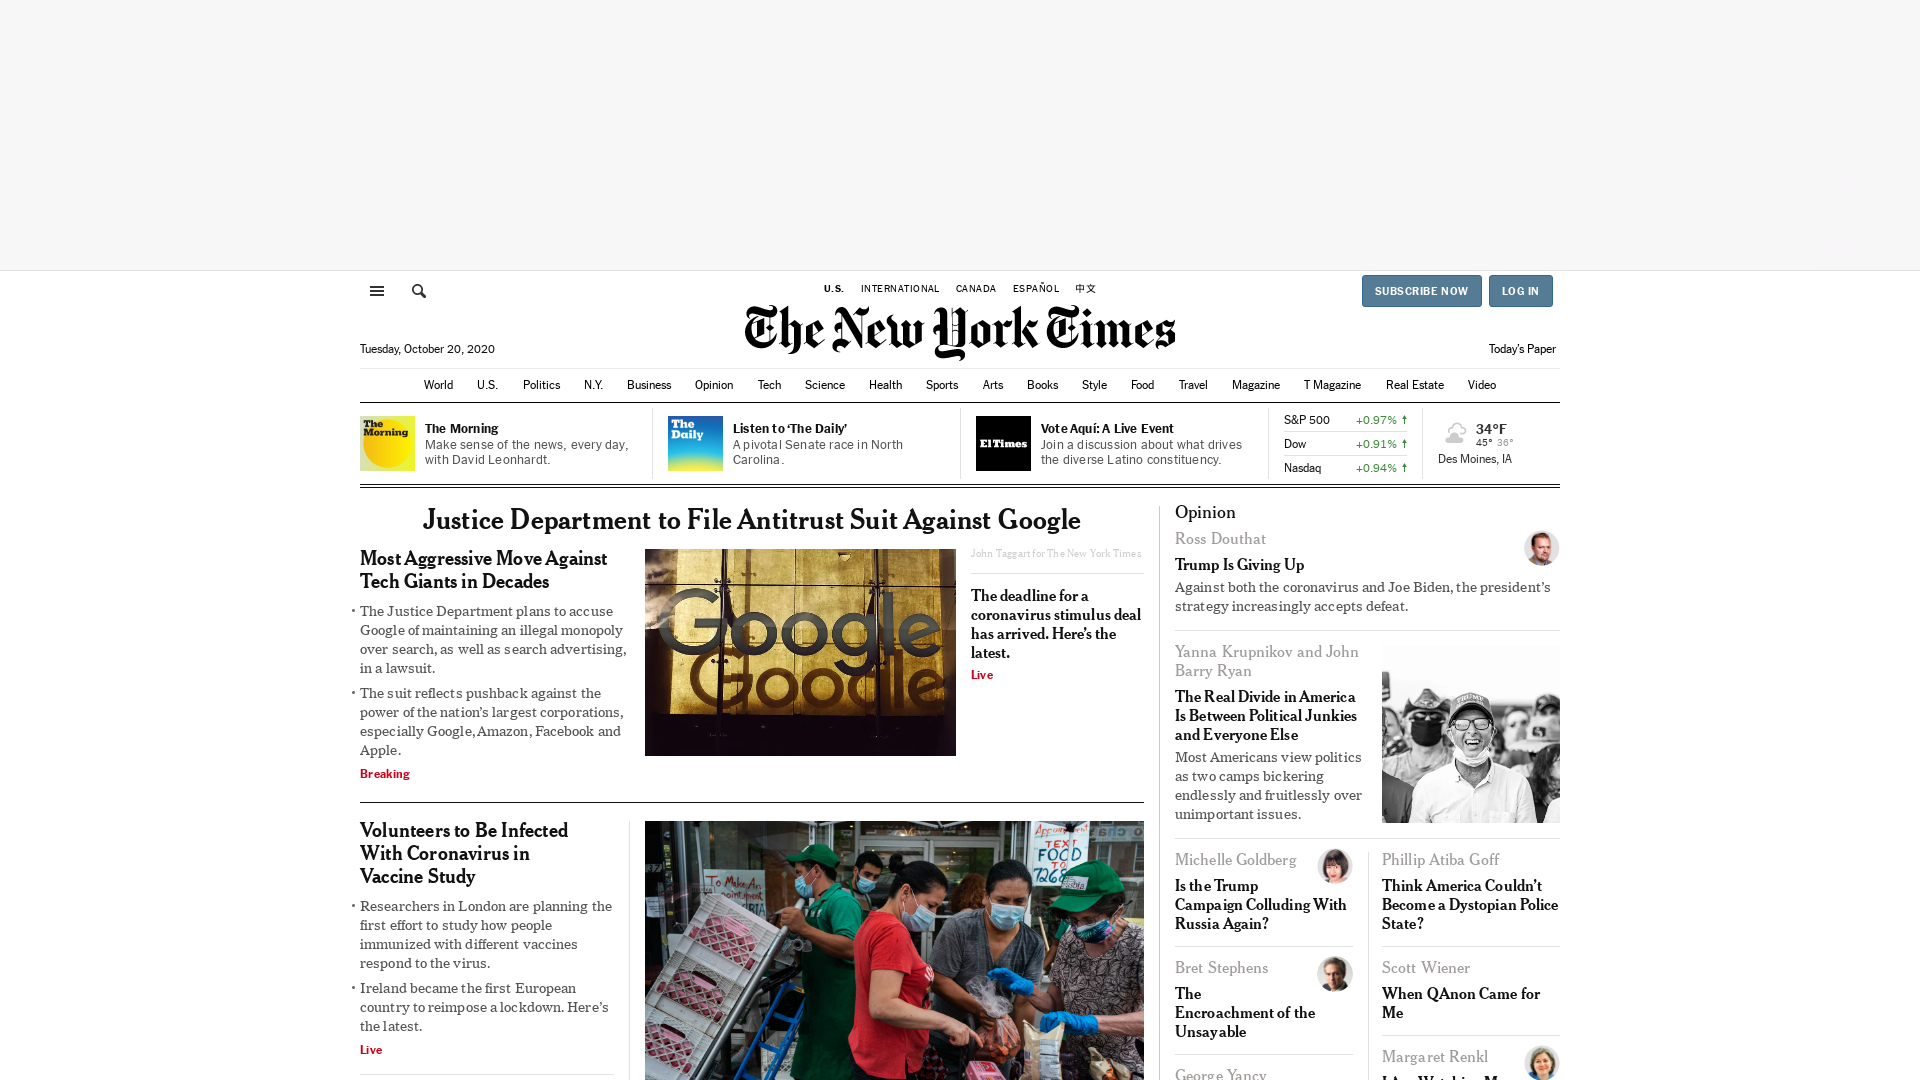 U.S. INTERNATIONAL CANADA ESPAÑOL 中文
SUBSCRIBE NOW LOG IN
The New York Times
Tuesday, October 20, 2020
Today's Paper
World U.S. Politics N.Y. Business Opinion Tech Science Health Sports Arts Books Style Food Travel Magazine T Magazine Real Estate Video
The Morning
The Morning
Make sense of the news, every day,
with David Leonhardt.
The Daily
Listen to ‘The Daily’
A pivotal Senate race in North
Carolina.
El Times
Vote Aquí: A Live Event
Join a discussion about what drives
the diverse Latino constituency.
S&P 500 +0.97% ↑
Dow +0.91% ↑
Nasdaq +0.94% ↑
34°F
45° 36°
Des Moines, IA
Justice Department to File Antitrust Suit Against Google
Most Aggressive Move Against
Tech Giants in Decades
• The Justice Department plans to accuse
Google of maintaining an illegal monopoly
over search, as well as search advertising,
in a lawsuit.
• The suit reflects pushback against the
power of the nation’s largest corporations,
especially Google, Amazon, Facebook and
Apple.
Breaking
Google
Google
John Taggart for The New York Times
The deadline for a
coronavirus stimulus deal
has arrived. Here’s the
latest.
Live
Volunteers to Be Infected
With Coronavirus in
Vaccine Study
• Researchers in London are planning the
first effort to study how people
immunized with different vaccines
respond to the virus.
• Ireland became the first European
country to reimpose a lockdown. Here’s
the latest.
Live
To Make An
appointment
TEXT
FOOD
TO
Opinion
Ross Douthat
Trump Is Giving Up
Against both the coronavirus and Joe Biden, the president’s
strategy increasingly accepts defeat.
Yanna Krupnikov and John
Barry Ryan
The Real Divide in America
Is Between Political Junkies
and Everyone Else
Most Americans view politics
as two camps bickering
endlessly and fruitlessly over
unimportant issues.
Michelle Goldberg
Is the Trump
Campaign Colluding With
Russia Again?
Phillip Atiba Goff
Think America Couldn’t
Become a Dystopian Police
State?
Bret Stephens
The
Encroachment of the
Unsayable
Scott Wiener
When QAnon Came for
Me
George Yancy
Margaret Renkl